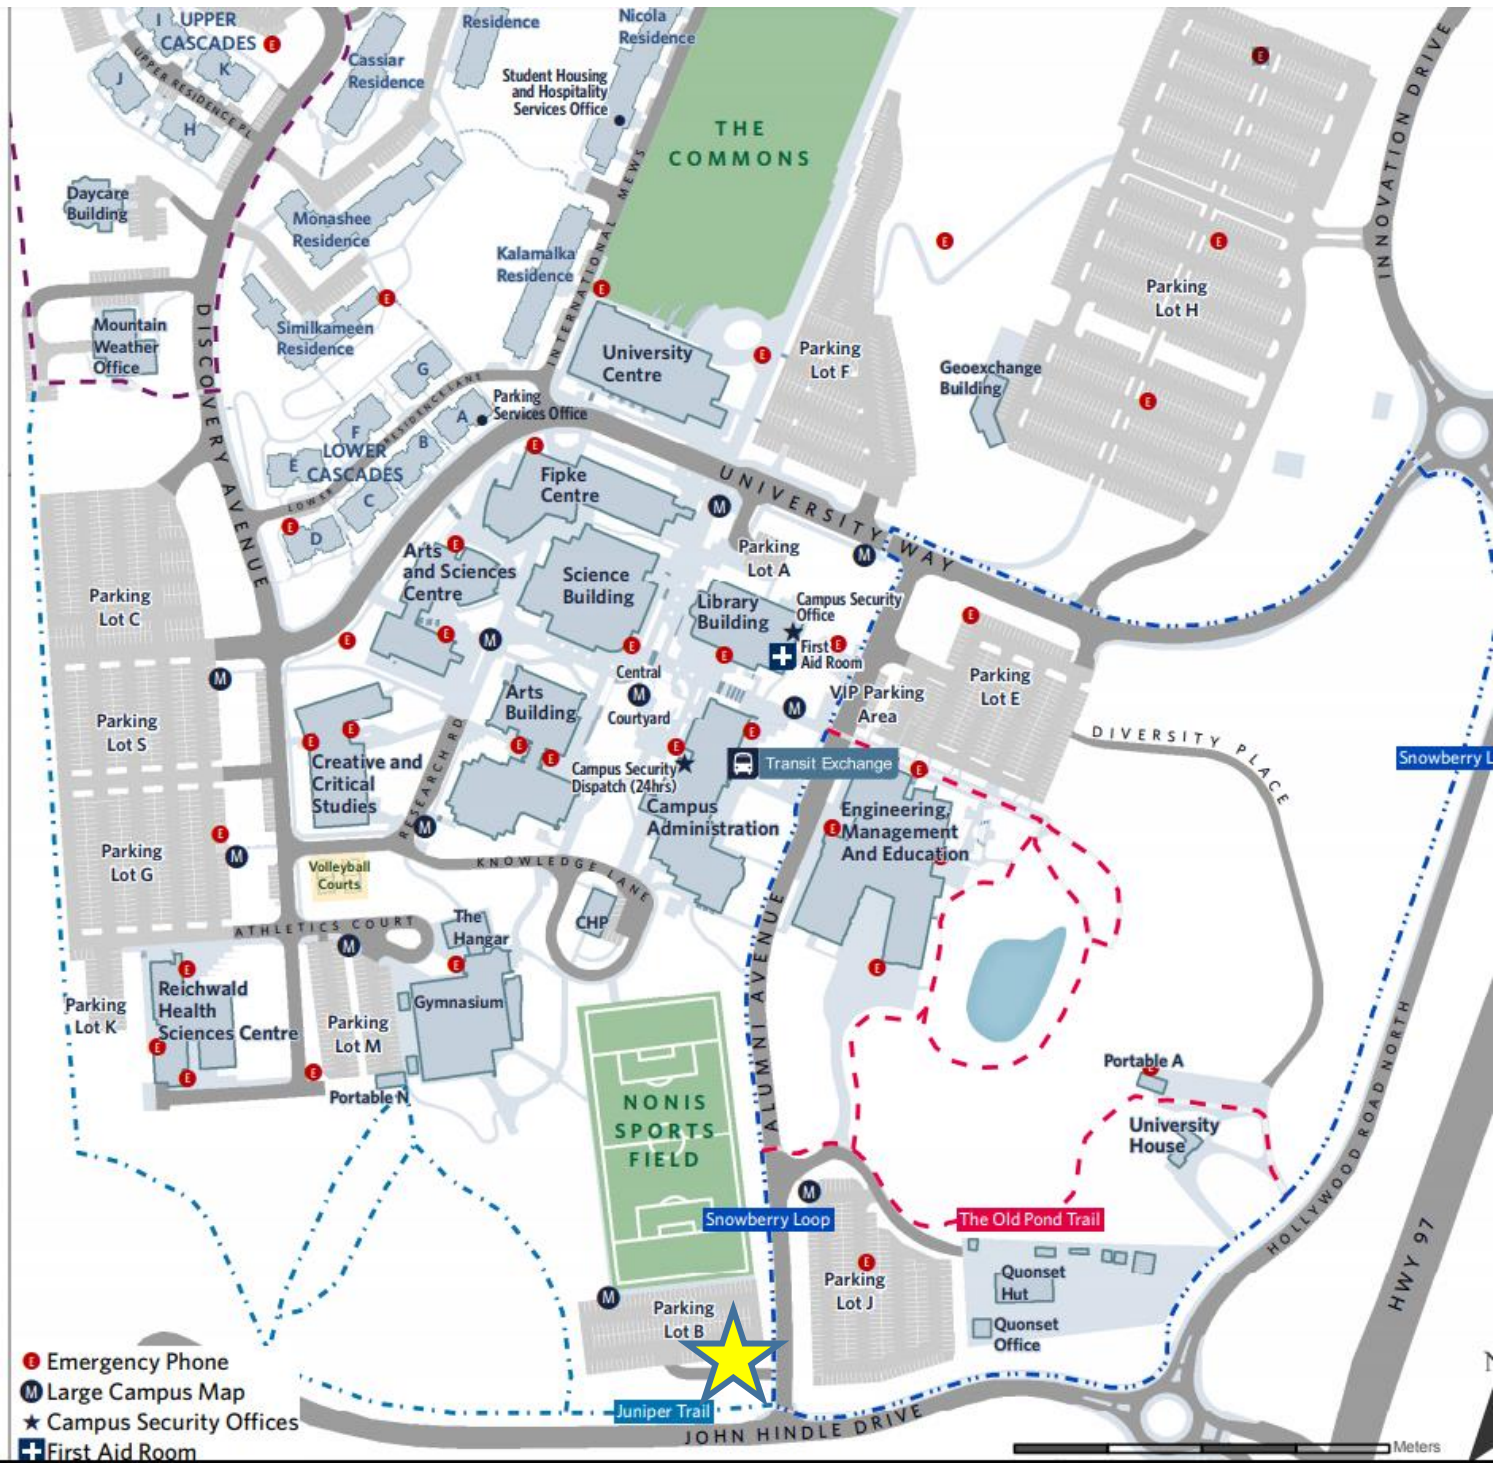 I
UPPER
CASCADES
E
J
K
H
UPPER RESIDENCE PL
Cassiar
Residence
Residence
Nicola
Residence
Student Housing
and Hospitality
Services Office
THE
COMMONS
INNOVATION DRIVE
E
Daycare
Building
Monashee
Residence
Kalamalka
Residence
INTERNATIONAL MEWS
E
E
Parking
Lot H
E
E
Mountain
Weather
Office
DISCOVERY AVENUE
Similkameen
Residence
University
Centre
E
Parking
Lot F
Geoexchange
Building
E
G
F
A
B
E
C
D
LOWER
CASCADES
LOWER RESIDENCE LANE
Parking
Services Office
E
E
Fipke
Centre
UNIVERSITY WAY
M
M
Parking
Lot A
Arts
and Sciences
Centre
E
E
E
Science
Building
E
Library
Building
E
Campus Security
Office
First
Aid Room
E
E
Parking
Lot C
M
M
Central
M
Courtyard
M
VIP Parking
Area
Parking
Lot E
DIVERSITY PLACE
Parking
Lot S
Arts
Building
E
E
RESEARCH RD
E
E
Creative and
Critical
Studies
Campus Security
Dispatch (24hrs)
E
E
Transit Exchange
E
Snowberry L
Campus
Administration
Engineering,
Management
And Education
E
E
E
Parking
Lot G
E
M
M
Volleyball
Courts
KNOWLEDGE LANE
CHP
ATHLETICS COURT
M
The
Hangar
E
Gymnasium
ALUMNI AVENUE
Parking
Lot K
E
E
E
Reichwald
Health
Sciences Centre
Parking
Lot M
E
Portable N
NONIS
SPORTS
FIELD
Portable A
E
University
House
HOLLYWOOD ROAD NORTH
HWY 97
M
Snowberry Loop
The Old Pond Trail
E
Parking
Lot J
Quonset
Hut
Quonset
Office
M
Parking
Lot B
Juniper Trail
JOHN HINDLE DRIVE
E Emergency Phone
M Large Campus Map
Campus Security Offices
First Aid Room
Meters